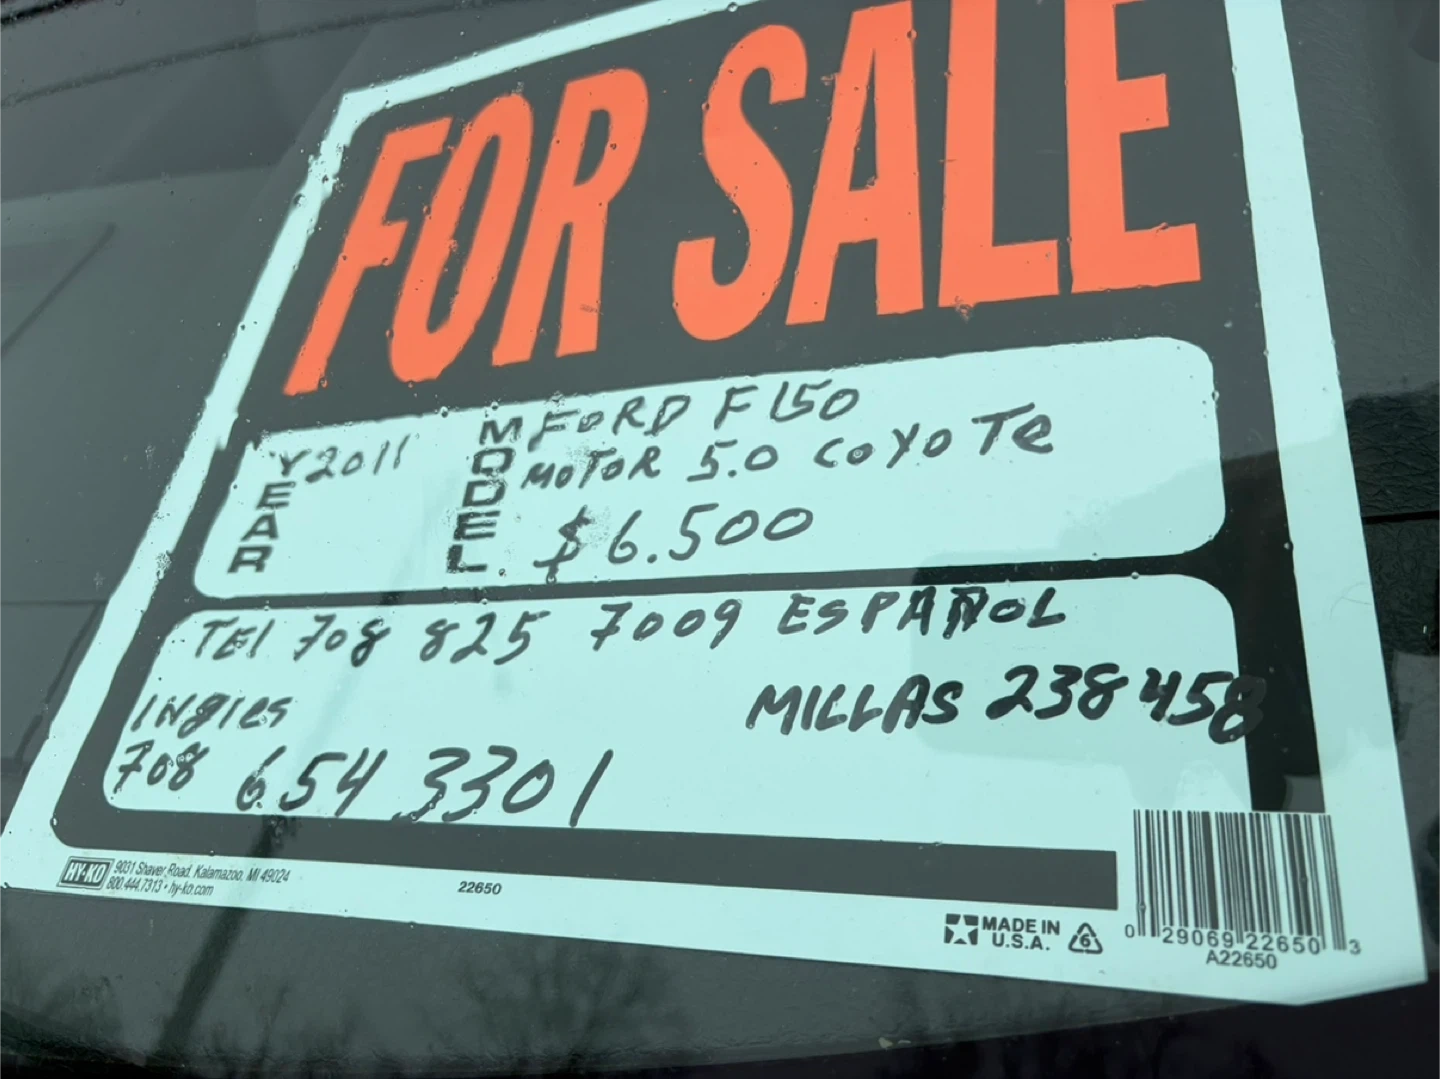 FOR SALE
YEAR 2011
MODEL FORD F150
MOTOR 5.0 COYOTe
$6.500
TEl 708 825 7009 ESPAÑOL
MILLAS 238458
INgles
708 654 3301
HY-KO 9031 Shaver Road, Kalamazoo, MI 49024
800.444.7313 • hy-ko.com
22650
MADE IN
U.S.A.
6
0 29069 22650 3
A22650